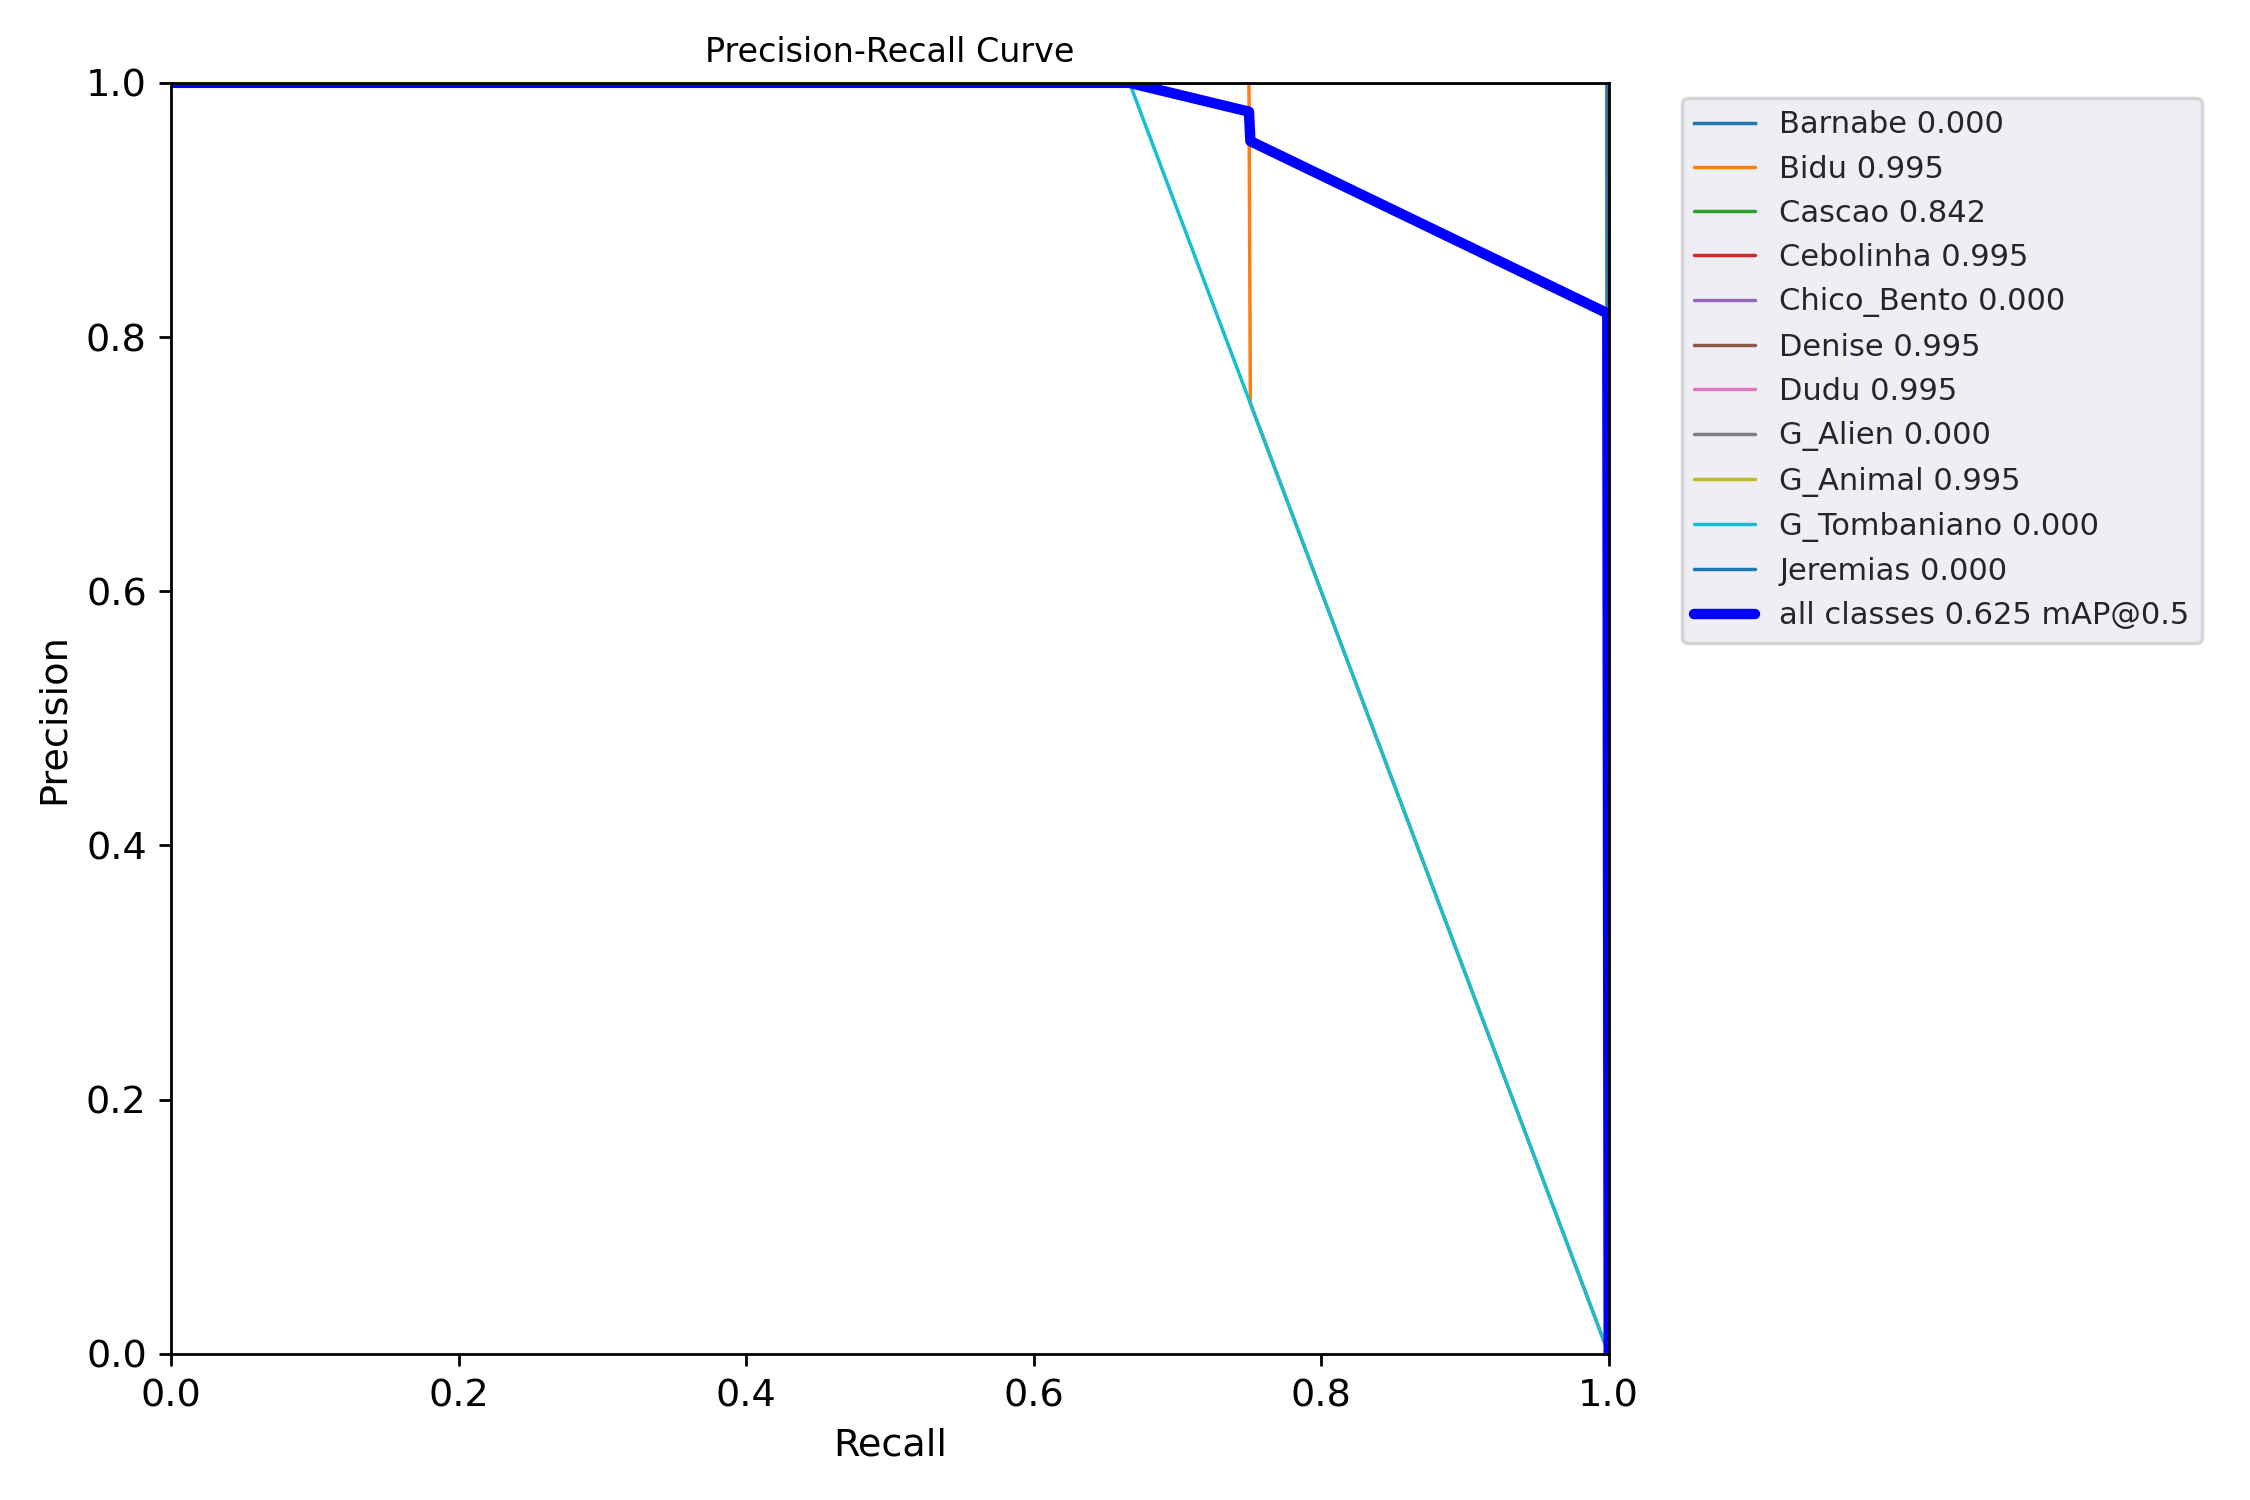 Precision-Recall Curve
1.0
0.8
0.6
0.4
0.2
0.0
Precision
0.0 0.2 0.4 0.6 0.8 1.0
Recall
Barnabe 0.000
Bidu 0.995
Cascao 0.842
Cebolinha 0.995
Chico_Bento 0.000
Denise 0.995
Dudu 0.995
G_Alien 0.000
G_Animal 0.995
G_Tombaniano 0.000
Jeremias 0.000
all classes 0.625 mAP@0.5